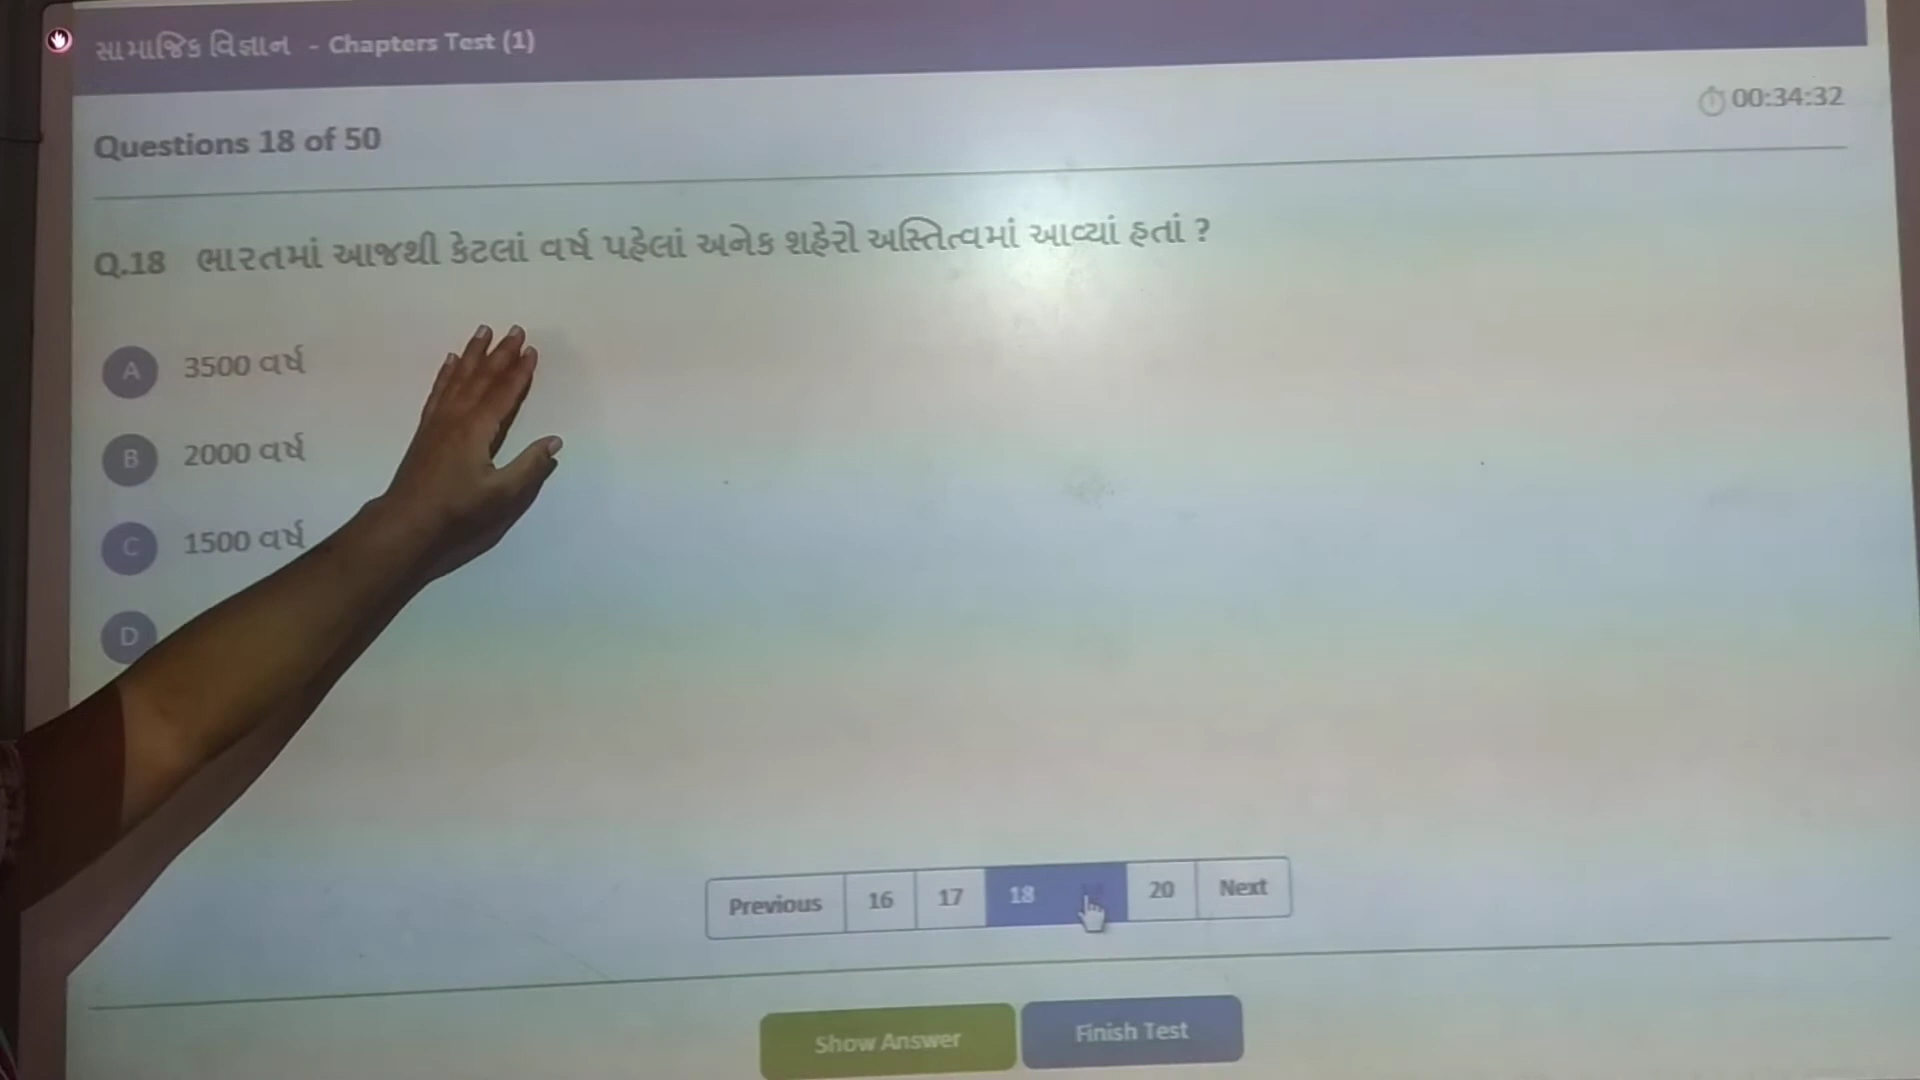 સામાજિક વિજ્ઞાન - Chapters Test (1)
00:34:32
Questions 18 of 50
Q.18 ભારતમાં આજથી કેટલાં વર્ષ પહેલાં અનેક શહેરો અસ્તિત્વમાં આવ્યાં હતાં ?
A 3500 વર્ષ
B 2000 વર્ષ
C 1500 વર્ષ
D
Previous 16 17 18 20 Next
Show Answer Finish Test